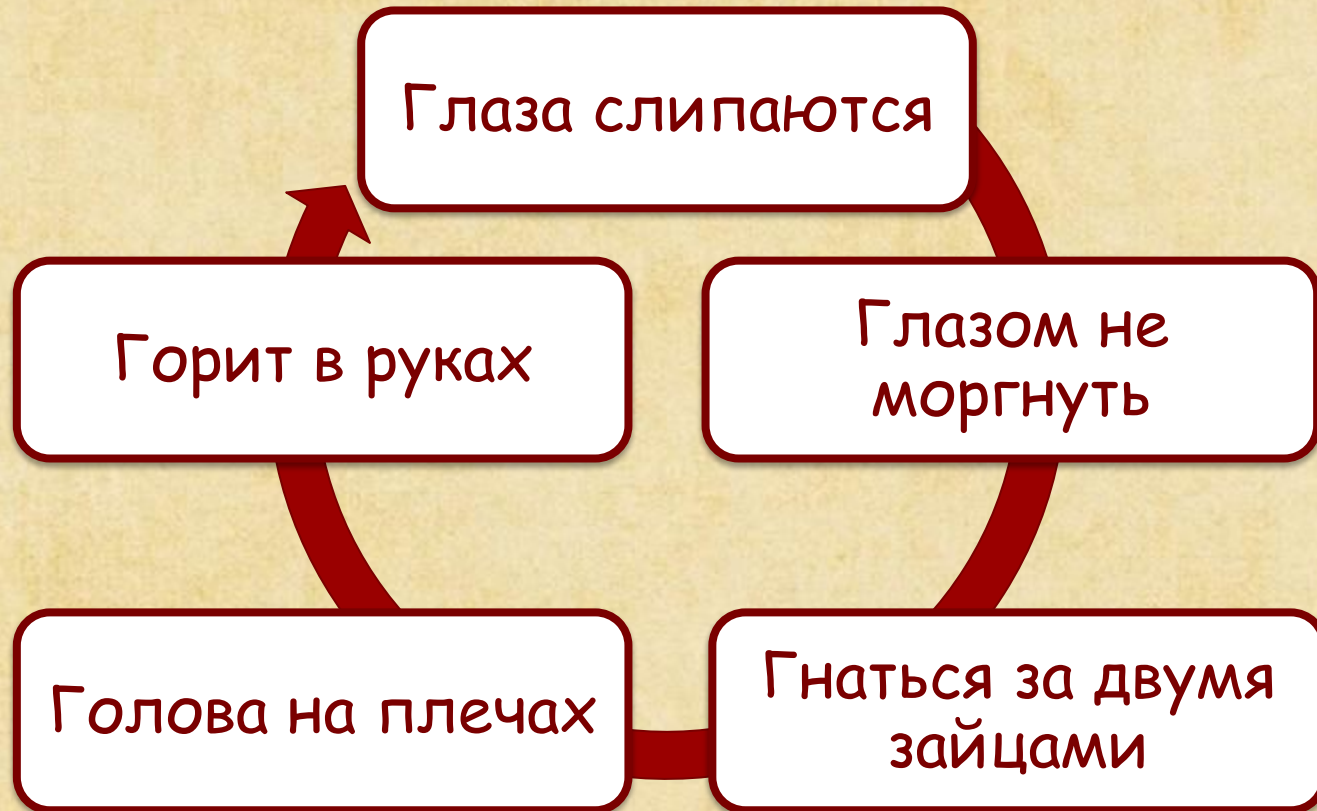 Глаза слипаются
Глазом не
моргнуть
Гнаться за двумя
зайцами
Голова на плечах
Горит в руках